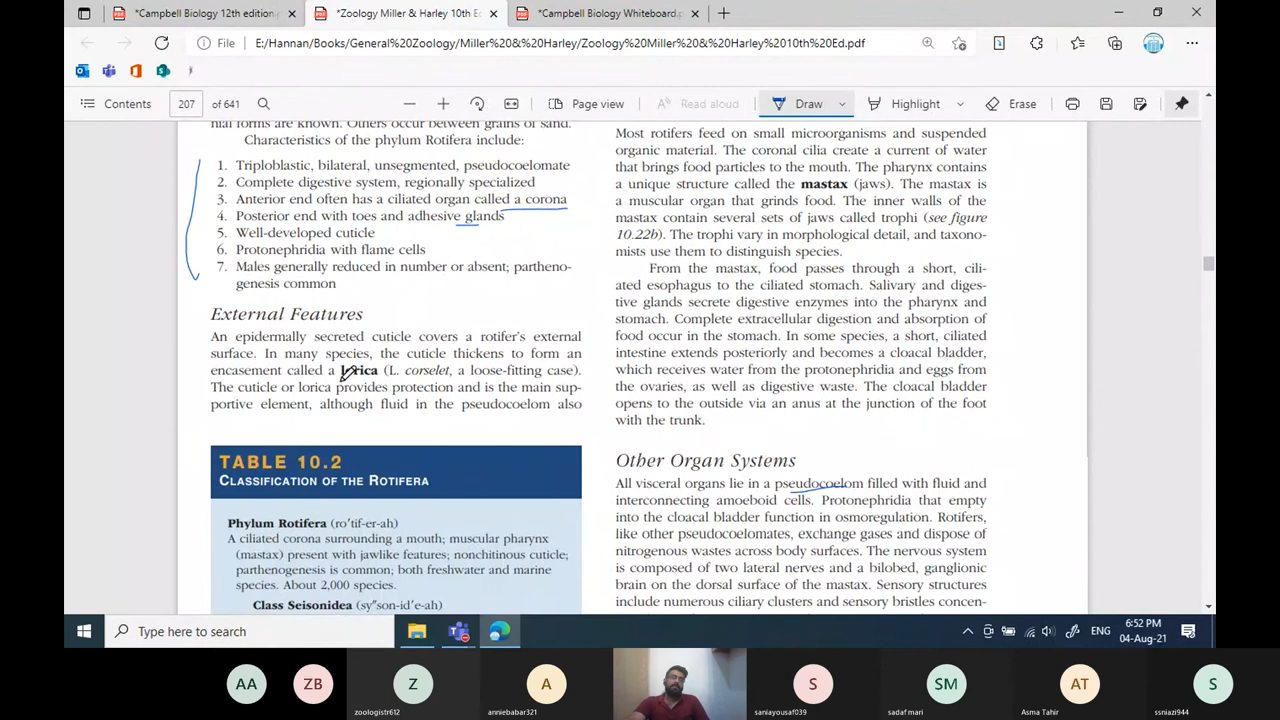 *Campbell Biology 12th edition.p
*Zoology Miller & Harley 10th Ed
*Campbell Biology Whiteboard.p
File
E:/Hannan/Books/General%20Zoology/Miller%20&%20Harley/Zoology%20Miller%20&%20Harley%2010th%20Ed.pdf
Contents
207
of 641
Page view
Read aloud
Draw
Highlight
Erase
nial forms are known. Others occur between grains of sand.
Characteristics of the phylum Rotifera include:
1. Triploblastic, bilateral, unsegmented, pseudocoelomate
2. Complete digestive system, regionally specialized
3. Anterior end often has a ciliated organ called a corona
4. Posterior end with toes and adhesive glands
5. Well-developed cuticle
6. Protonephridia with flame cells
7. Males generally reduced in number or absent; partheno-
genesis common
External Features
An epidermally secreted cuticle covers a rotifer's external
surface. In many species, the cuticle thickens to form an
encasement called a lorica (L. corselet, a loose-fitting case).
The cuticle or lorica provides protection and is the main sup-
portive element, although fluid in the pseudocoelom also
TABLE 10.2
CLASSIFICATION OF THE ROTIFERA
Phylum Rotifera (ro′tif-er-ah)
A ciliated corona surrounding a mouth; muscular pharynx
(mastax) present with jawlike features; nonchitinous cuticle;
parthenogenesis is common; both freshwater and marine
species. About 2,000 species.
Class Seisonidea (sy″son-id′e-ah)
Most rotifers feed on small microorganisms and suspended
organic material. The coronal cilia create a current of water
that brings food particles to the mouth. The pharynx contains
a unique structure called the mastax (jaws). The mastax is
a muscular organ that grinds food. The inner walls of the
mastax contain several sets of jaws called trophi (see figure
10.22b). The trophi vary in morphological detail, and taxono-
mists use them to distinguish species.
From the mastax, food passes through a short, cili-
ated esophagus to the ciliated stomach. Salivary and diges-
tive glands secrete digestive enzymes into the pharynx and
stomach. Complete extracellular digestion and absorption of
food occur in the stomach. In some species, a short, ciliated
intestine extends posteriorly and becomes a cloacal bladder,
which receives water from the protonephridia and eggs from
the ovaries, as well as digestive waste. The cloacal bladder
opens to the outside via an anus at the junction of the foot
with the trunk.
Other Organ Systems
All visceral organs lie in a pseudocoelom filled with fluid and
interconnecting amoeboid cells. Protonephridia that empty
into the cloacal bladder function in osmoregulation. Rotifers,
like other pseudocoelomates, exchange gases and dispose of
nitrogenous wastes across body surfaces. The nervous system
is composed of two lateral nerves and a bilobed, ganglionic
brain on the dorsal surface of the mastax. Sensory structures
include numerous ciliary clusters and sensory bristles concen-
Type here to search
ENG
6:52 PM
04-Aug-21
AA
ZB
Z
zoologistr612
A
anniebabar321
S
saniayousaf039
SM
sadaf mari
AT
Asma Tahir
S
ssniazi944